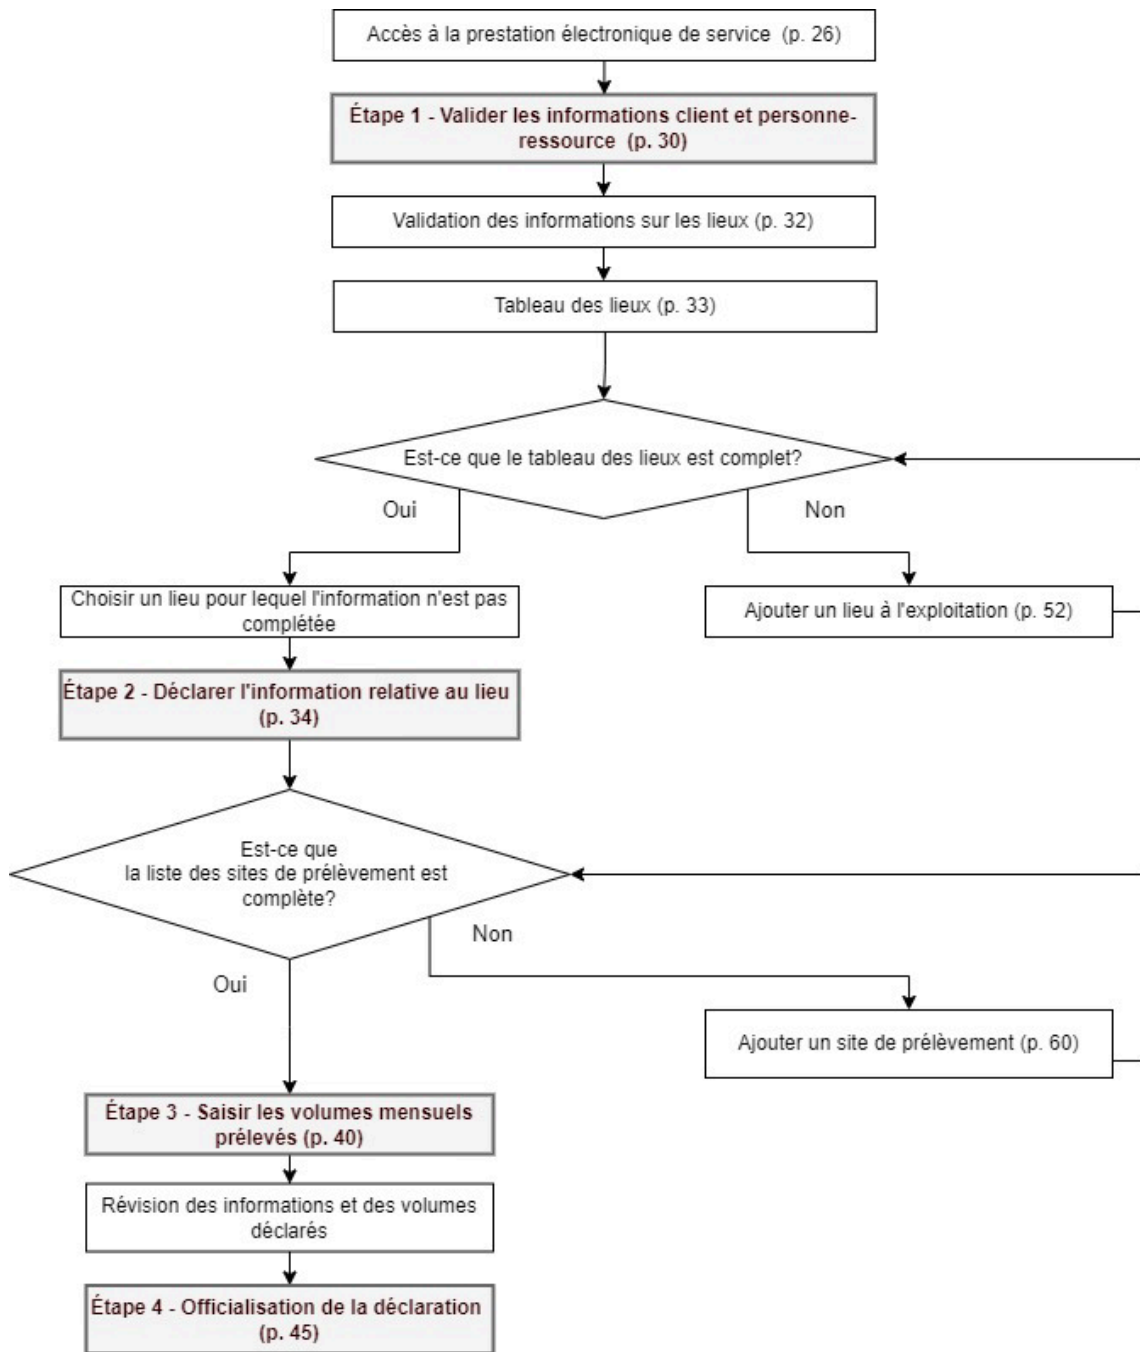 Accès à la prestation électronique de service (p. 26)
Étape 1 - Valider les informations client et personne-
ressource (p. 30)
Validation des informations sur les lieux (p. 32)
Tableau des lieux (p. 33)
Est-ce que le tableau des lieux est complet?
Oui
Non
Choisir un lieu pour lequel l'information n'est pas
complétée
Ajouter un lieu à l'exploitation (p. 52)
Étape 2 - Déclarer l'information relative au lieu
(p. 34)
Est-ce que
la liste des sites de prélèvement est
complète?
Non
Oui
Ajouter un site de prélèvement (p. 60)
Étape 3 - Saisir les volumes mensuels
prélevés (p. 40)
Révision des informations et des volumes
déclarés
Étape 4 - Officialisation de la déclaration
(p. 45)